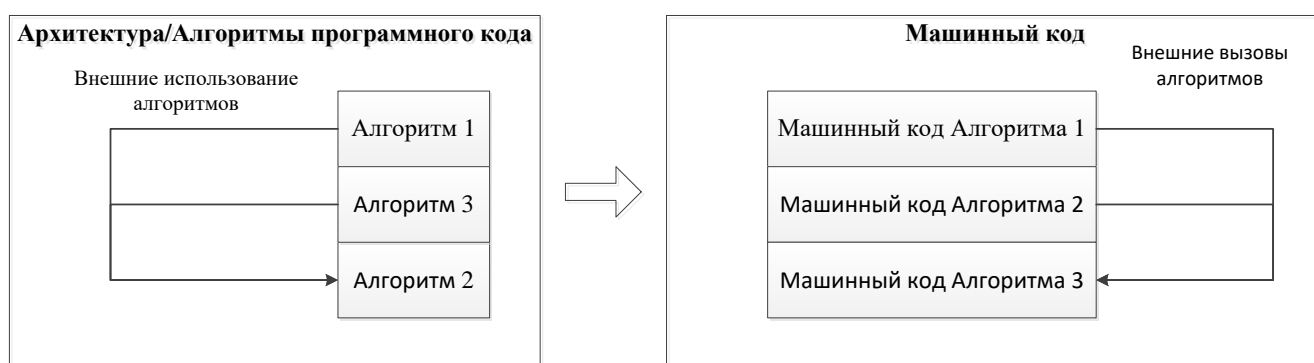 Архитектура/Алгоритмы программного кода
Внешние использование
алгоритмов
Алгоритм 1
Алгоритм 3
Алгоритм 2
Машинный код
Внешние вызовы
алгоритмов
Машинный код Алгоритма 1
Машинный код Алгоритма 2
Машинный код Алгоритма 3